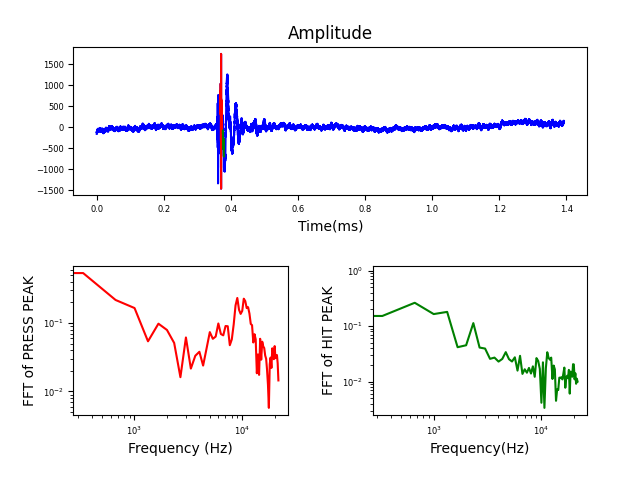 Amplitude
1500
1000
500
0
−500
−1000
−1500
0.0 0.2 0.4 0.6 0.8 1.0 1.2 1.4
Time(ms)
FFT of PRESS PEAK
10⁻¹
10⁻²
10³ 10⁴
Frequency (Hz)
FFT of HIT PEAK
10⁰
10⁻¹
10⁻²
10³ 10⁴
Frequency(Hz)